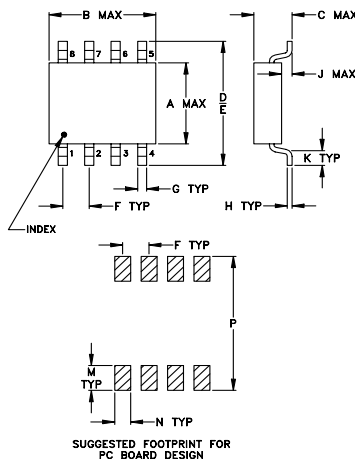 B MAX
C MAX
8 7 6 5
J MAX
A MAX
D
E
K TYP
1 2 3 4
G TYP
F TYP
H TYP
INDEX
F TYP
P
M
TYP
N TYP
SUGGESTED FOOTPRINT FOR
PC BOARD DESIGN